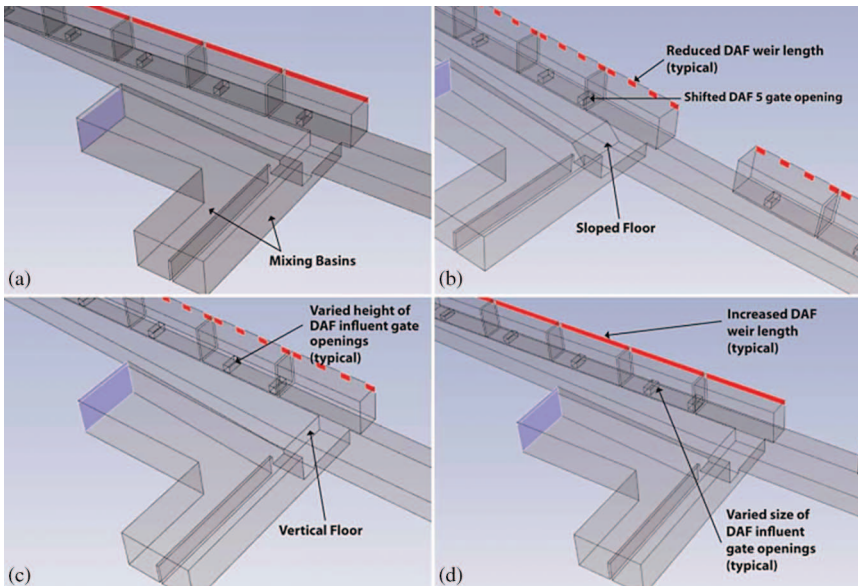 Mixing Basins
(a)
Reduced DAF weir length
(typical)
Shifted DAF 5 gate opening
Sloped Floor
(b)
Varied height of
DAF influent gate
openings
(typical)
Vertical Floor
(c)
Increased DAF
weir length
(typical)
Varied size of
DAF influent
gate openings
(typical)
(d)